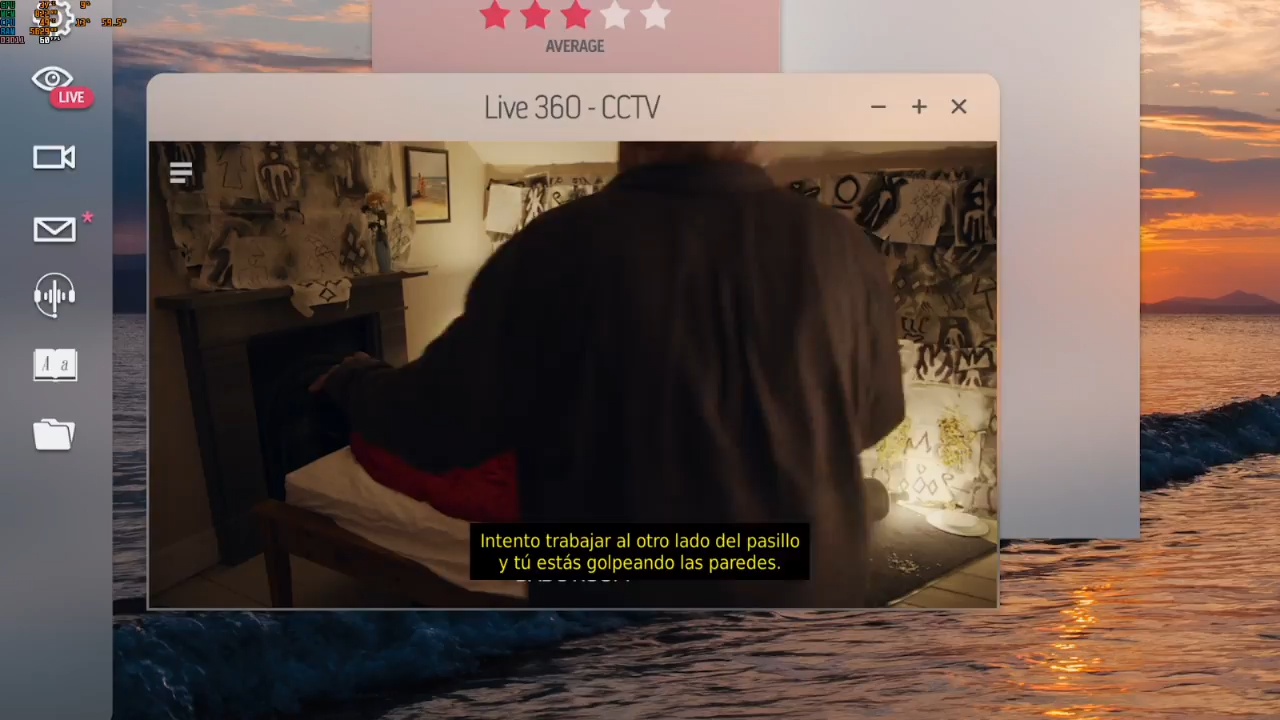 AVERAGE
LIVE
Live 360 - CCTV
A a
Intento trabajar al otro lado del pasillo
y tú estás golpeando las paredes.